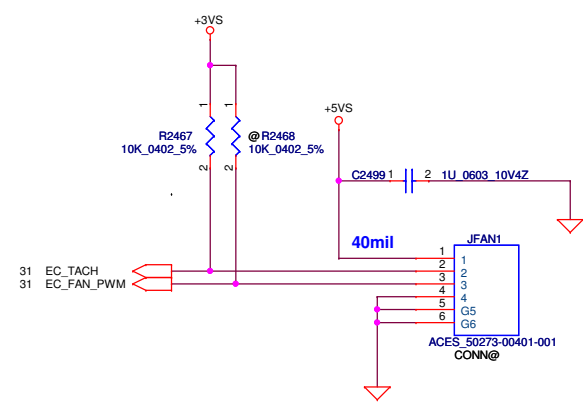 +3VS
1
1
R2467
10K_0402_5%
@ R2468
10K_0402_5%
2
2
+5VS
C2499 1
2 1U_0603_10V4Z
40mil
JFAN1
1
2
3
4
5
6
1
2
3
4
G5
G6
31 EC_TACH
31 EC_FAN_PWM
ACES_50273-00401-001
CONN@